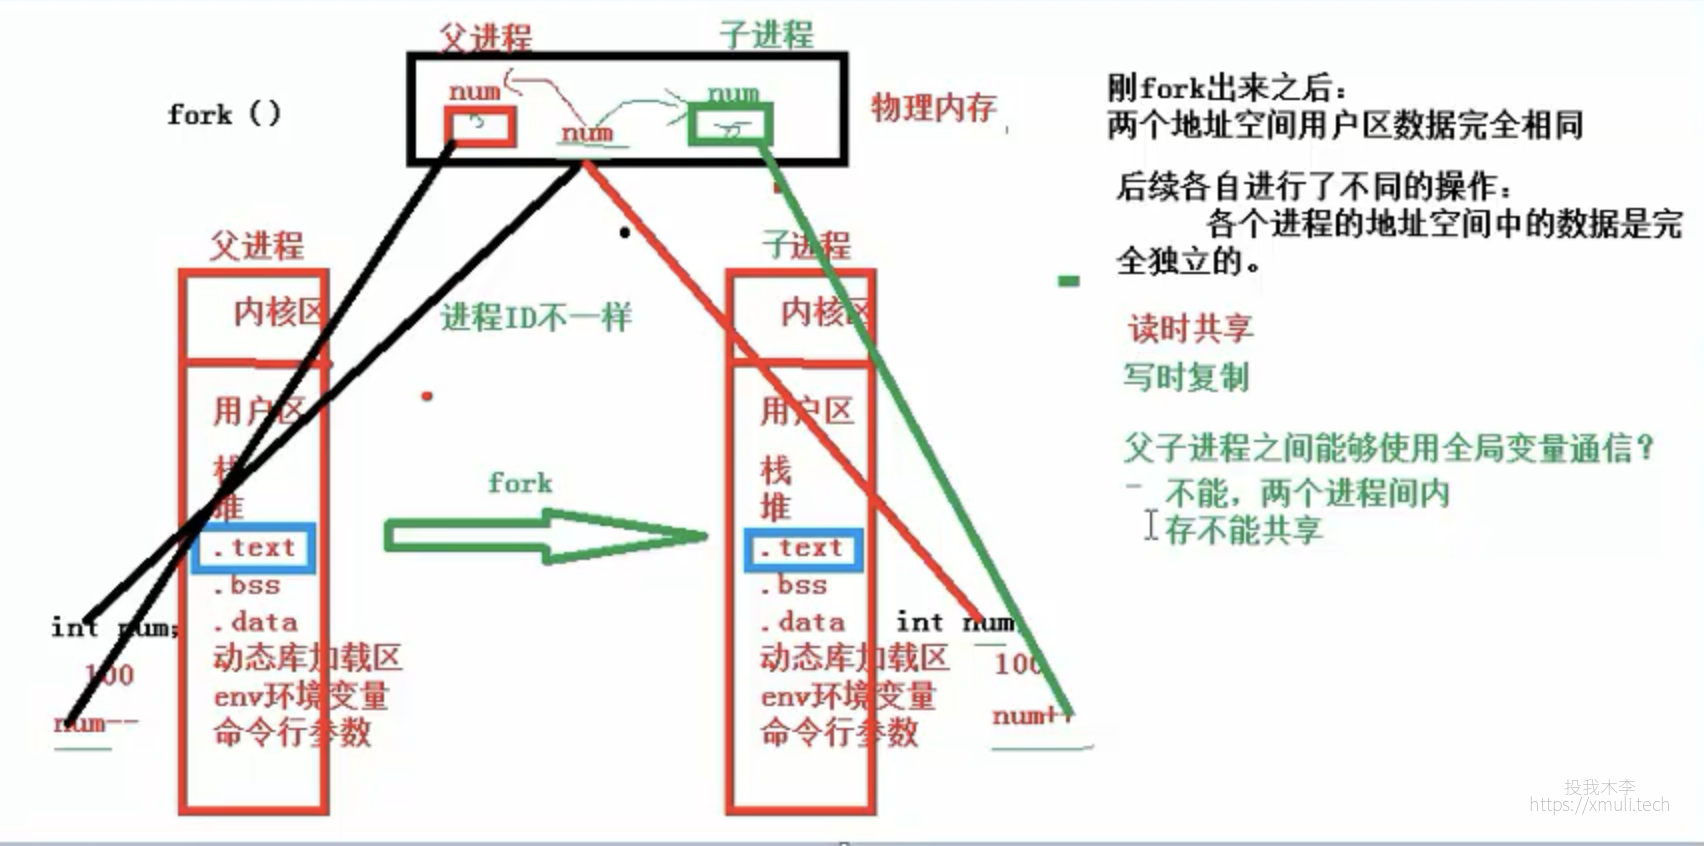 父进程
子进程
num
num
num
物理内存
fork（）
刚fork出来之后：
两个地址空间用户区数据完全相同
后续各自进行了不同的操作：
各个进程的地址空间中的数据是完
全独立的。
读时共享
写时复制
父子进程之间能够使用全局变量通信？
不能，两个进程间内
存不能共享
父进程
内核区
用户区
栈
堆
.text
.bss
.data
动态库加载区
env环境变量
命令行参数
int num;
100
num--
进程ID不一样
fork
子进程
内核区
用户区
栈
堆
.text
.bss
.data
动态库加载区
env环境变量
命令行参数
int num
100
num++
投我木李
https://xmuli.tech